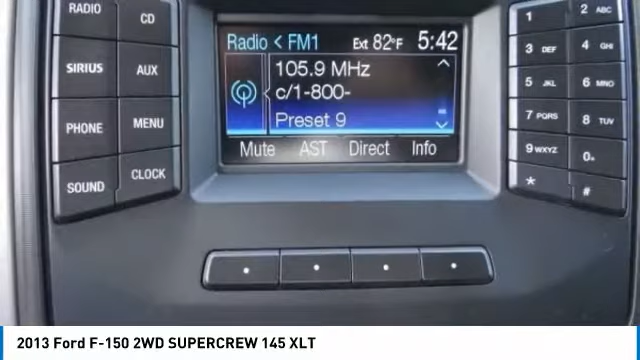 RADIO
CD
SIRIUS
AUX
PHONE
MENU
SOUND
CLOCK
Radio < FM1 Ext 82°F 5:42
105.9 MHz
c/1-800-
Preset 9
Mute AST Direct Info
1
2 ABC
3 DEF
4 GHI
5 JKL
6 MNO
7 PQRS
8 TUV
9 WXYZ
0
*
#
2013 Ford F-150 2WD SUPERCREW 145 XLT